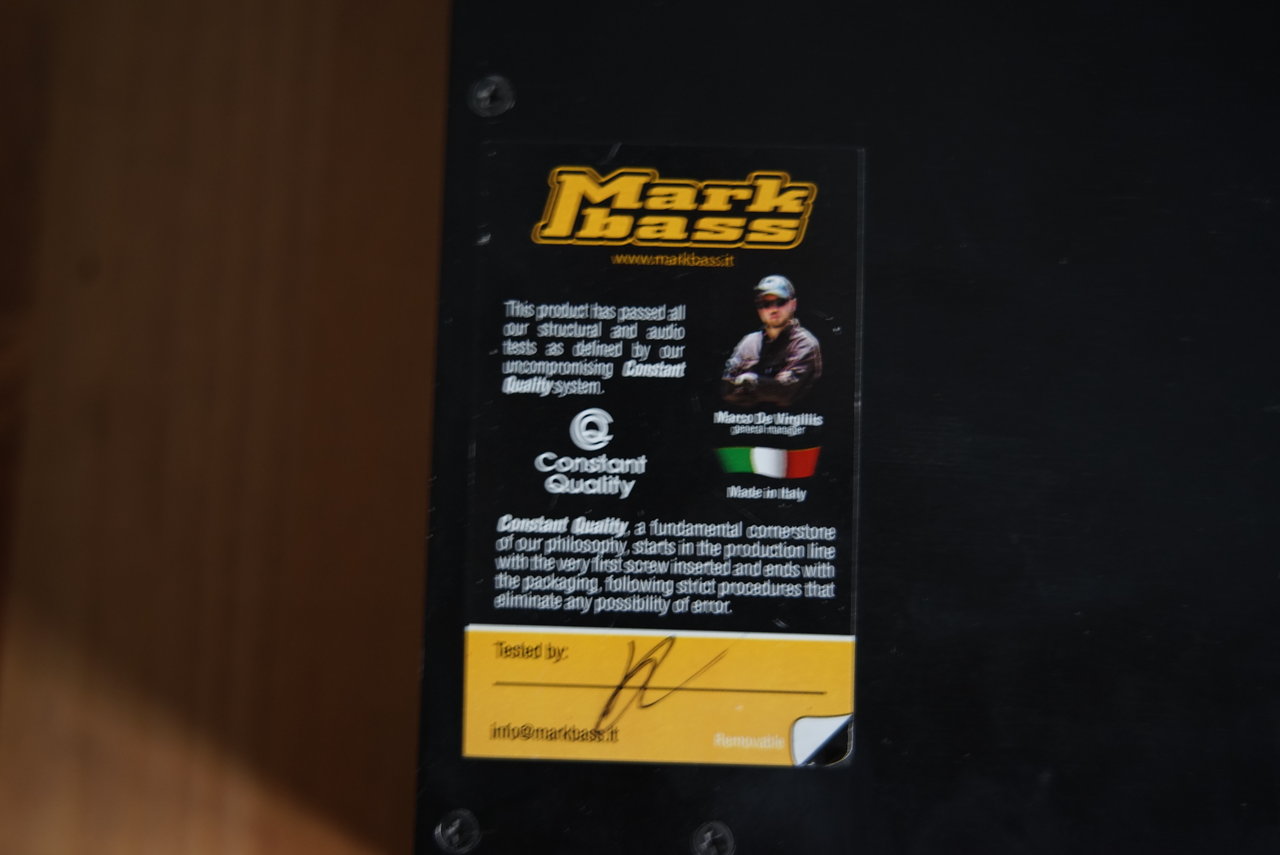 Mark
bass
www.markbass.it
This product has passed all
our structural and audio
tests as defined by our
uncompromising Constant
Quality system.
Marco De Virgiliis
general manager
Constant
Quality
Made in Italy
Constant Quality, a fundamental cornerstone
of our philosophy, starts in the production line
with the very first screw inserted and ends with
the packaging, following strict procedures that
eliminate any possibility of error.
Tested by:
info@markbass.it
Removable